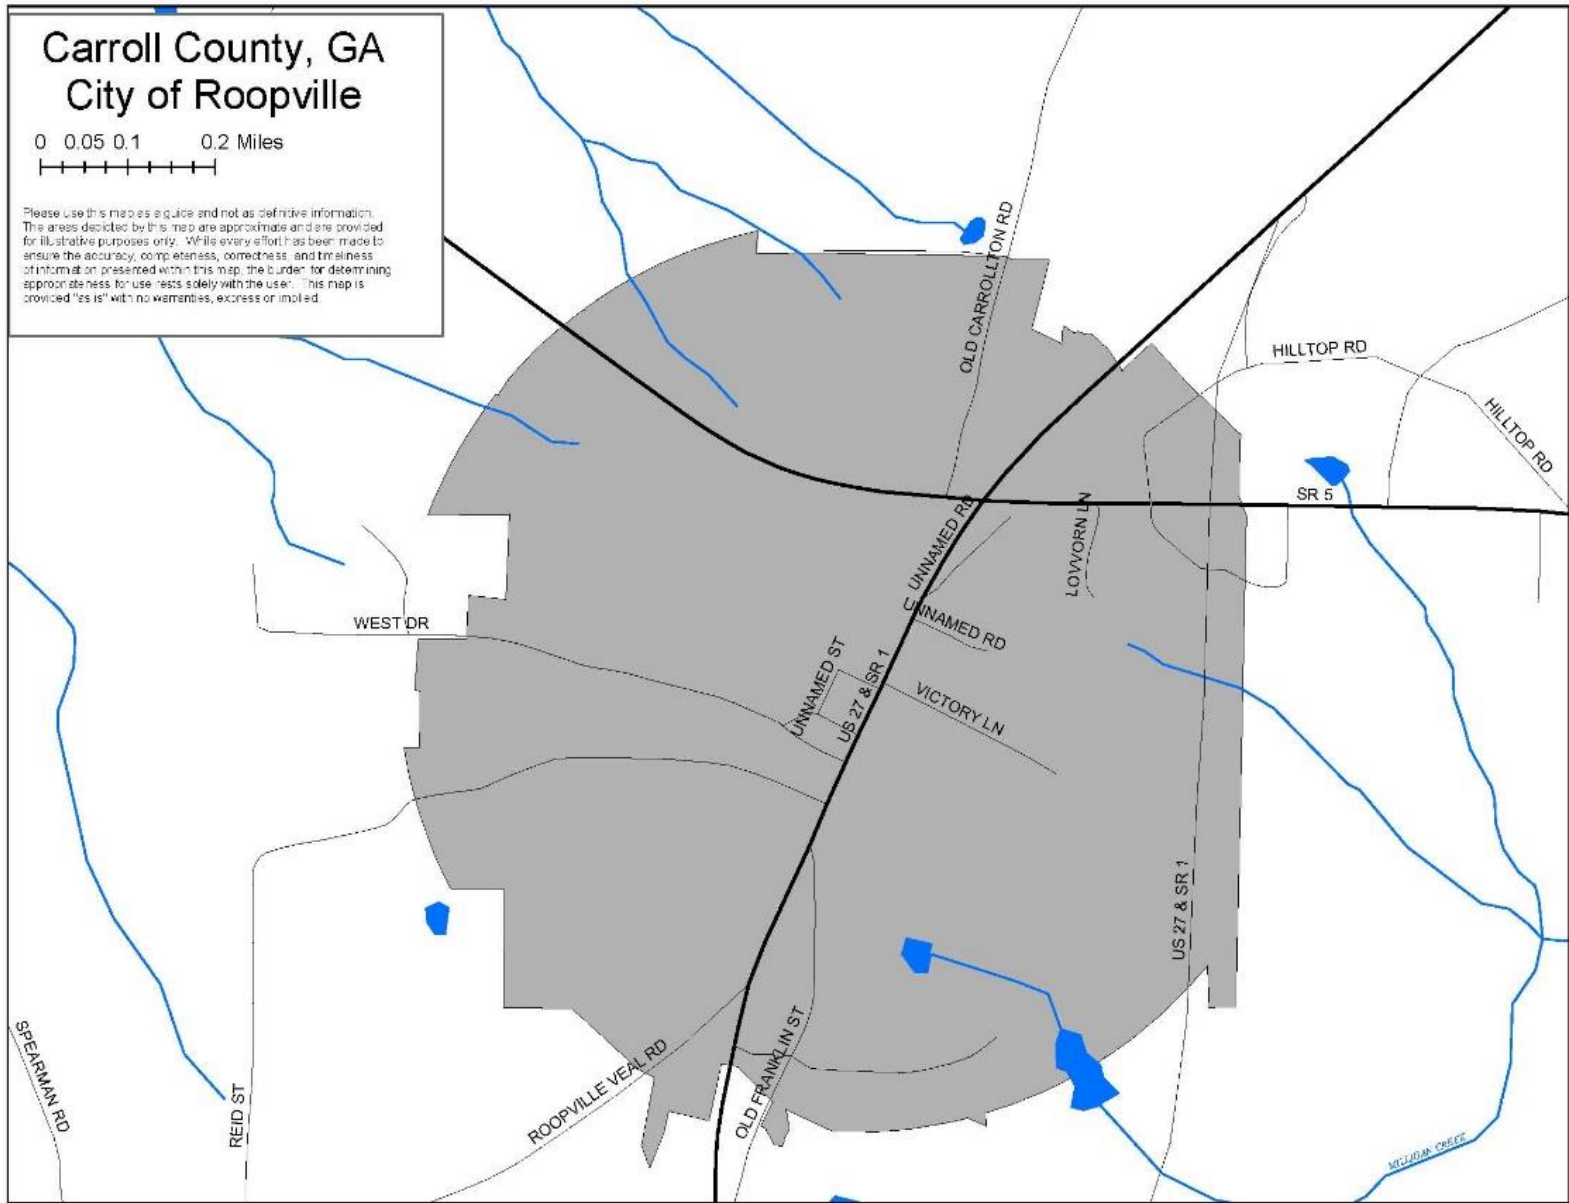 Carroll County, GA
City of Roopville
0 0.05 0.1 0.2 Miles
Please use this map as a guide and not as definitive information.
The areas depicted by this map are approximate and are provided
for illustrative purposes only. While every effort has been made to
ensure the accuracy, completeness, correctness, and timeliness
of information presented within this map, the burden for determining
appropriateness for use rests solely with the user. This map is
provided "as is" with no warranties, express or implied.
OLD CARROLLTON RD
HILLTOP RD
HILLTOP RD
SR 5
UNNAMED RD
LOVVORN LN
UNNAMED RD
WEST DR
UNNAMED ST
US 27 & SR 1
VICTORY LN
US 27 & SR 1
SPEARMAN RD
REID ST
ROOPVILLE VEAL RD
OLD FRANKLIN ST
MILLIGAN CREEK